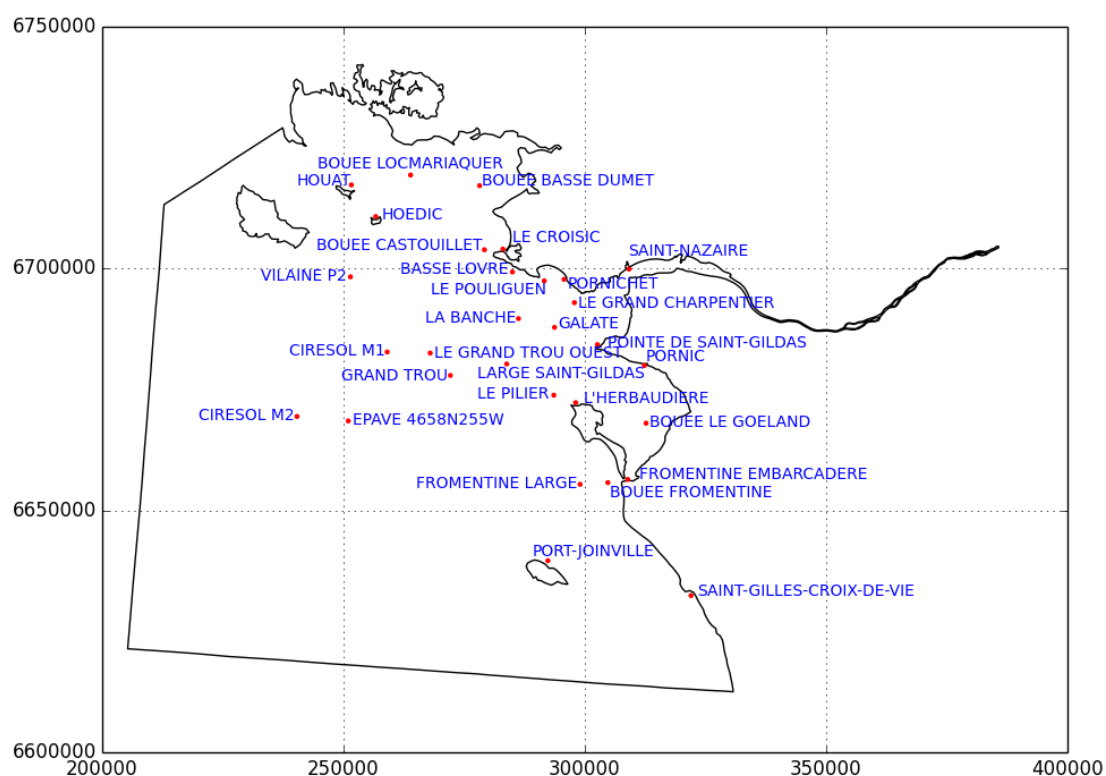 6750000
BOUEE LOCMARIAQUER
HOUAT
BOUEE BASSE DUMET
HOEDIC
LE CROISIC
BOUEE CASTOUILLET
SAINT-NAZAIRE
6700000
BASSE LOVRE
VILAINE P2
PORNICHET
LE POULIGUEN
LE GRAND CHARPENTIER
LA BANCHE
GALATE
POINTE DE SAINT-GILDAS
CIRESOL M1
LE GRAND TROU OUEST
PORNIC
GRAND TROU
LARGE SAINT-GILDAS
LE PILIER
L'HERBAUDIERE
CIRESOL M2
EPAVE 4658N255W
BOUEE LE GOELAND
FROMENTINE EMBARCADERE
FROMENTINE LARGE
BOUEE FROMENTINE
6650000
PORT-JOINVILLE
SAINT-GILLES-CROIX-DE-VIE
6600000
200000 250000 300000 350000 400000